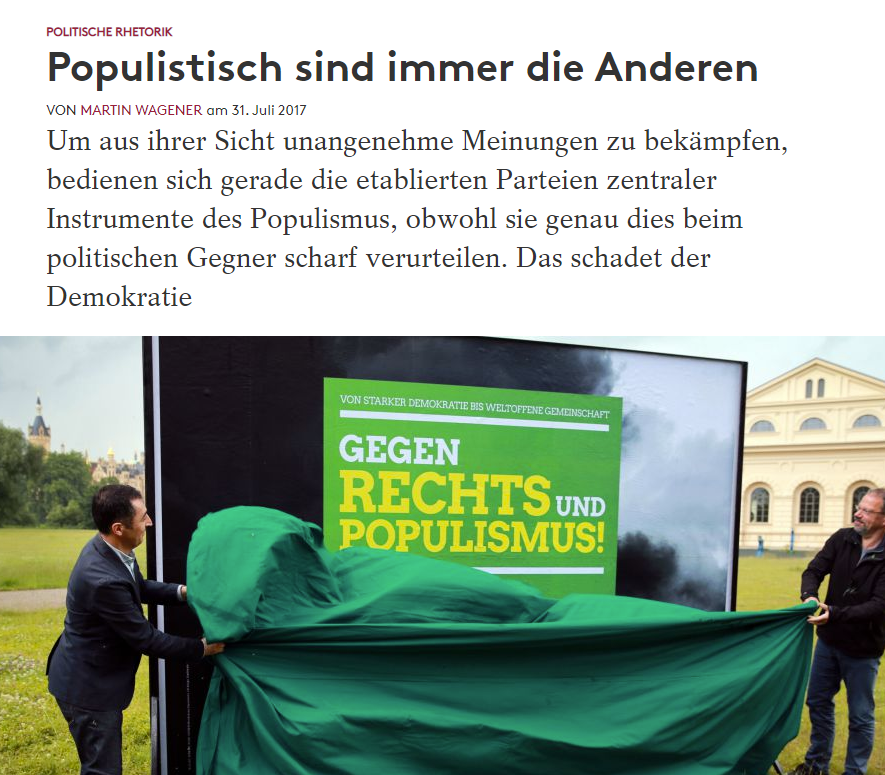 POLITISCHE RHETORIK
Populistisch sind immer die Anderen
VON MARTIN WAGENER am 31. Juli 2017
Um aus ihrer Sicht unangenehme Meinungen zu bekämpfen,
bedienen sich gerade die etablierten Parteien zentraler
Instrumente des Populismus, obwohl sie genau dies beim
politischen Gegner scharf verurteilen. Das schadet der
Demokratie
VON STARKER DEMOKRATIE BIS WELTOFFENE GEMEINSCHAFT
GEGEN
RECHTS UND
POPULISMUS!